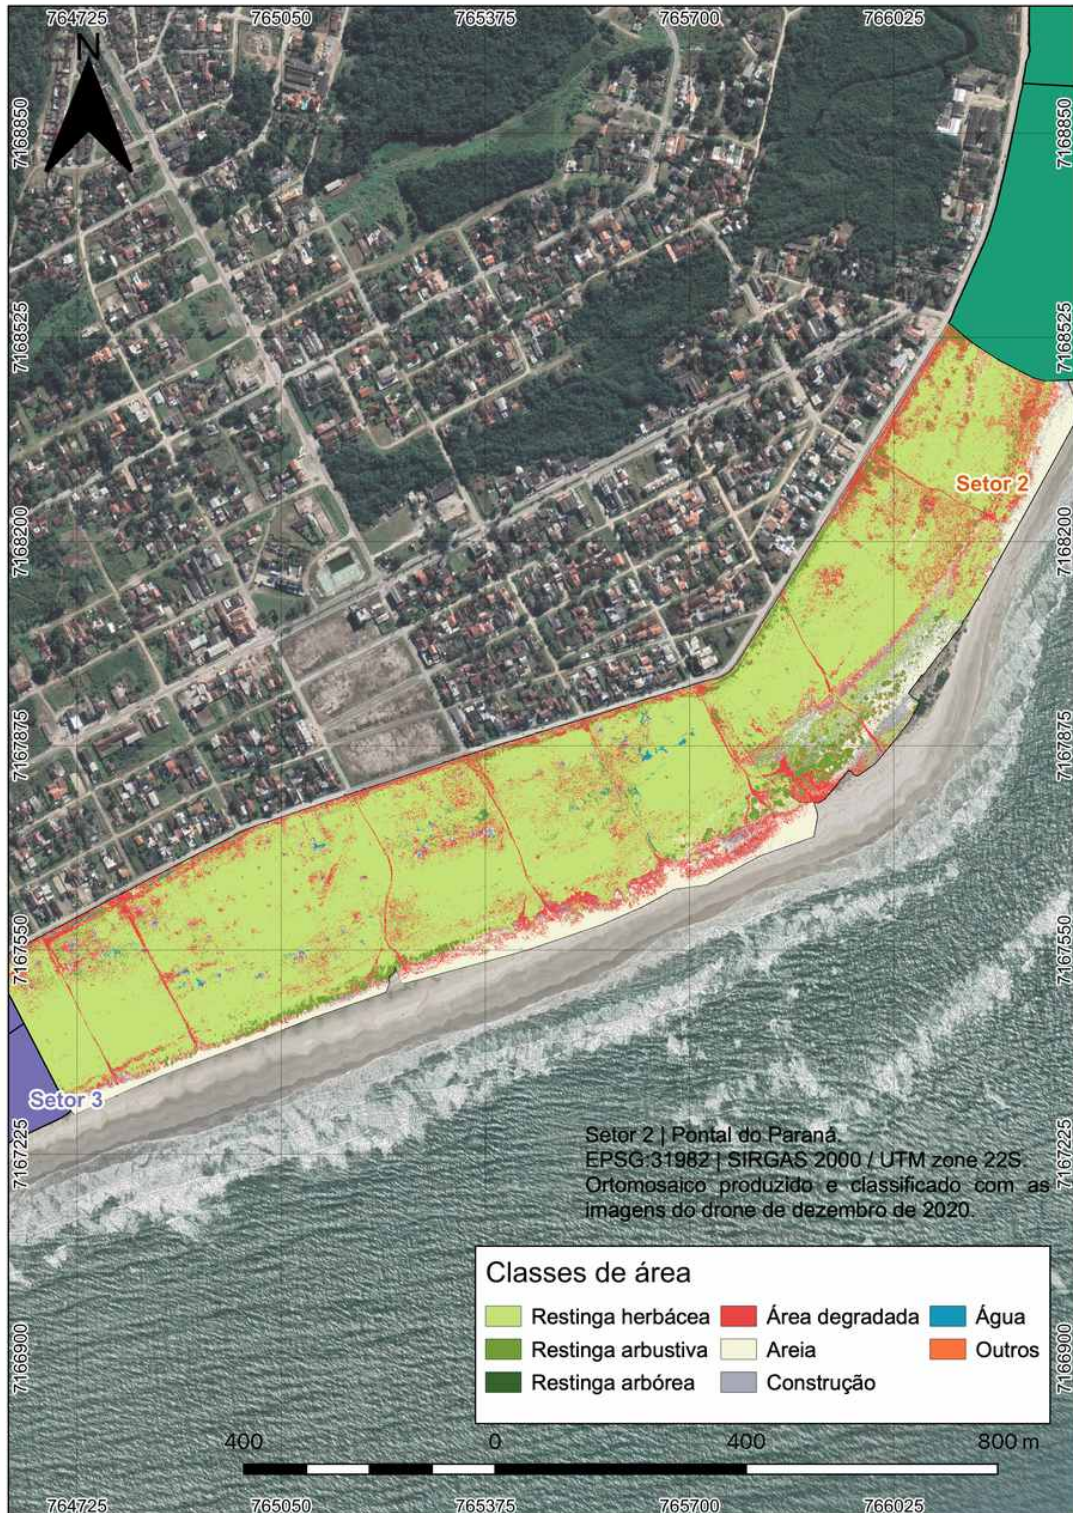 764725 765050 765375 765700 766025
N
7168850 7168850
7168525 7168525
Setor 2
7168200 7168200
7167875 7167875
7167550 7167550
Setor 3
Setor 2 | Pontal do Paraná.
7167225 7167225
EPSG:31982 | SIRGAS 2000 / UTM zone 22S.
Ortomosaico produzido e classificado com as
imagens do drone de dezembro de 2020.
Classes de área
Restinga herbácea Área degradada Água
Restinga arbustiva Areia Outros
Restinga arbórea Construção
7166900 7166900
400 0 400 800 m
764725 765050 765375 765700 766025